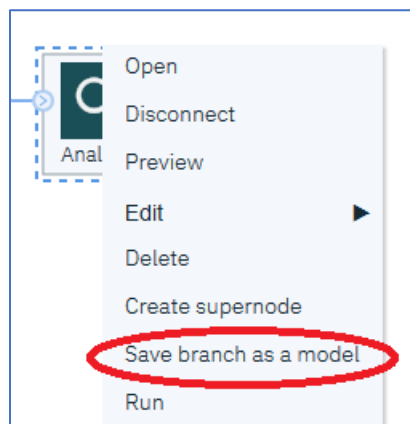 Open
Disconnect
Anal
Preview
Edit
Delete
Create supernode
Save branch as a model
Run